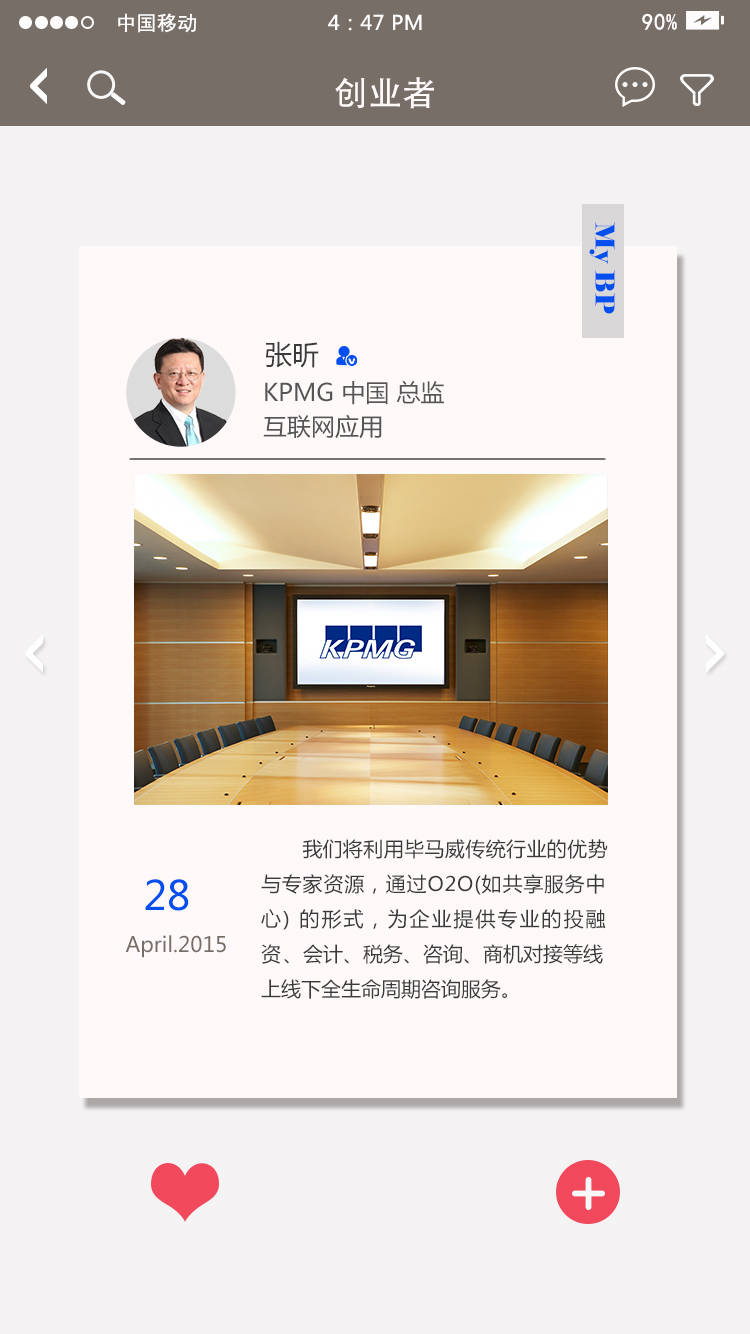 中国移动
4 : 47 PM
90%
创业者
My BP
张昕
KPMG 中国 总监
互联网应用
KPMG
28
April.2015
我们将利用毕马威传统行业的优势
与专家资源，通过O2O(如共享服务中
心) 的形式，为企业提供专业的投融
资、会计、税务、咨询、商机对接等线
上线下全生命周期咨询服务。